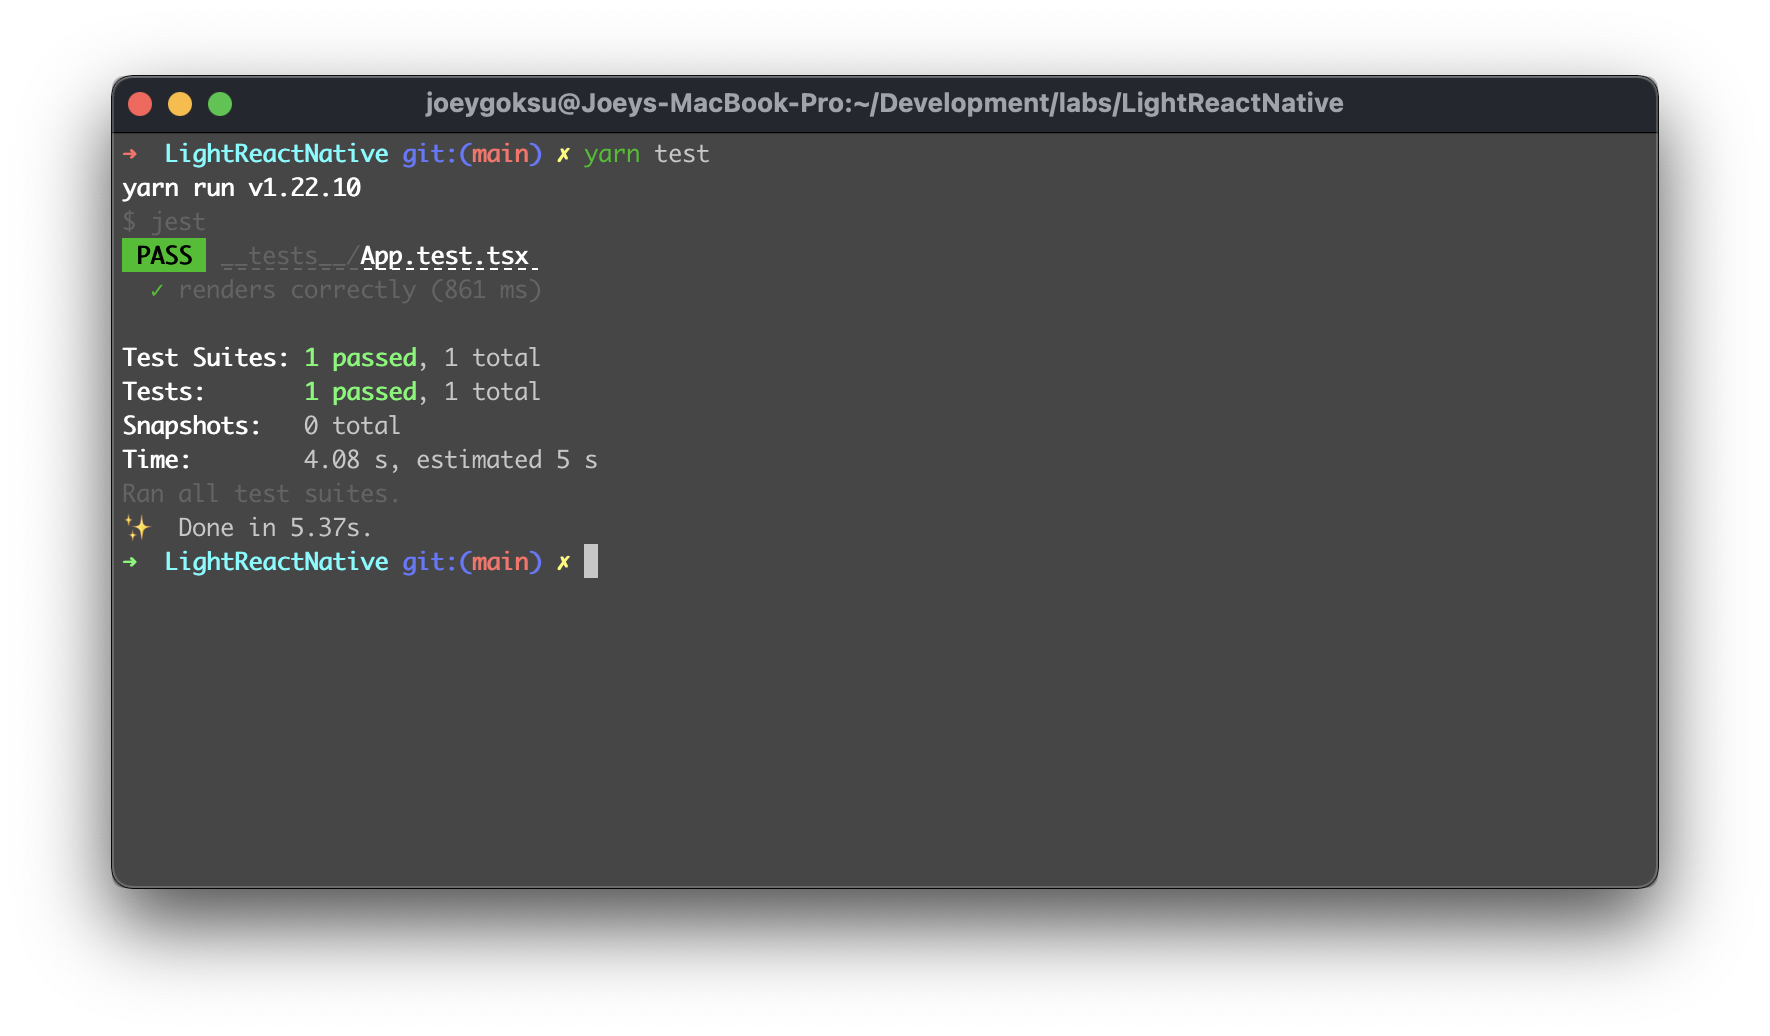 joeygoksu@Joeys-MacBook-Pro:~/Development/labs/LightReactNative
➜  LightReactNative git:(main) ✗ yarn test
yarn run v1.22.10
$ jest
PASS __tests__/App.test.tsx
✓ renders correctly (861 ms)
Test Suites: 1 passed, 1 total
Tests:       1 passed, 1 total
Snapshots:   0 total
Time:        4.08 s, estimated 5 s
Ran all test suites.
✨  Done in 5.37s.
➜  LightReactNative git:(main) ✗